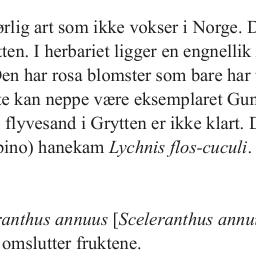 ørlig art som ikke vokser i Norge. D
tten. I herbariet ligger en engnellik
Den har rosa blomster som bare har
te kan neppe være eksemplaret Gun
flyvesand i Grytten er ikke klart. D
pino) hanekam Lychnis flos-cuculi.
ranthus annuus [Sceleranthus annu
omslutter fruktene.